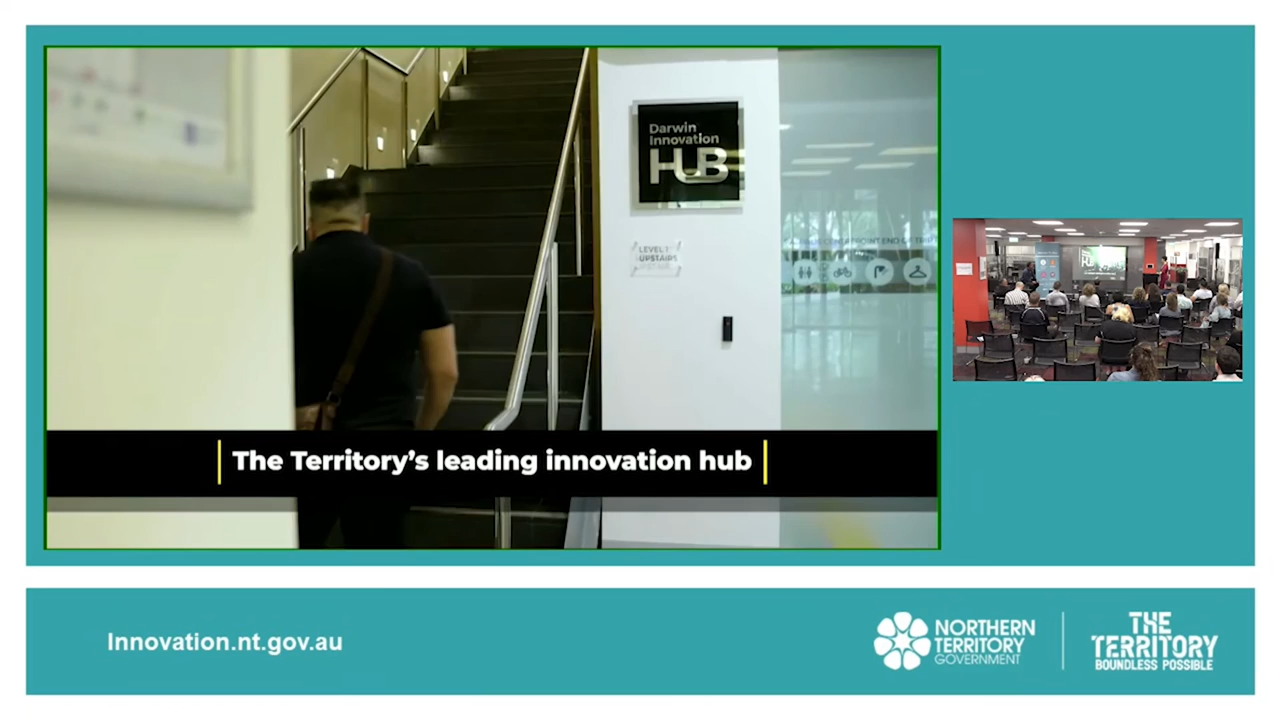 Darwin
Innovation
HUB
LEVEL 1
UPSTAIRS
The Territory's leading innovation hub
HUB
Innovation.nt.gov.au
NORTHERN
TERRITORY
GOVERNMENT
THE
TERRITORY
BOUNDLESS POSSIBLE